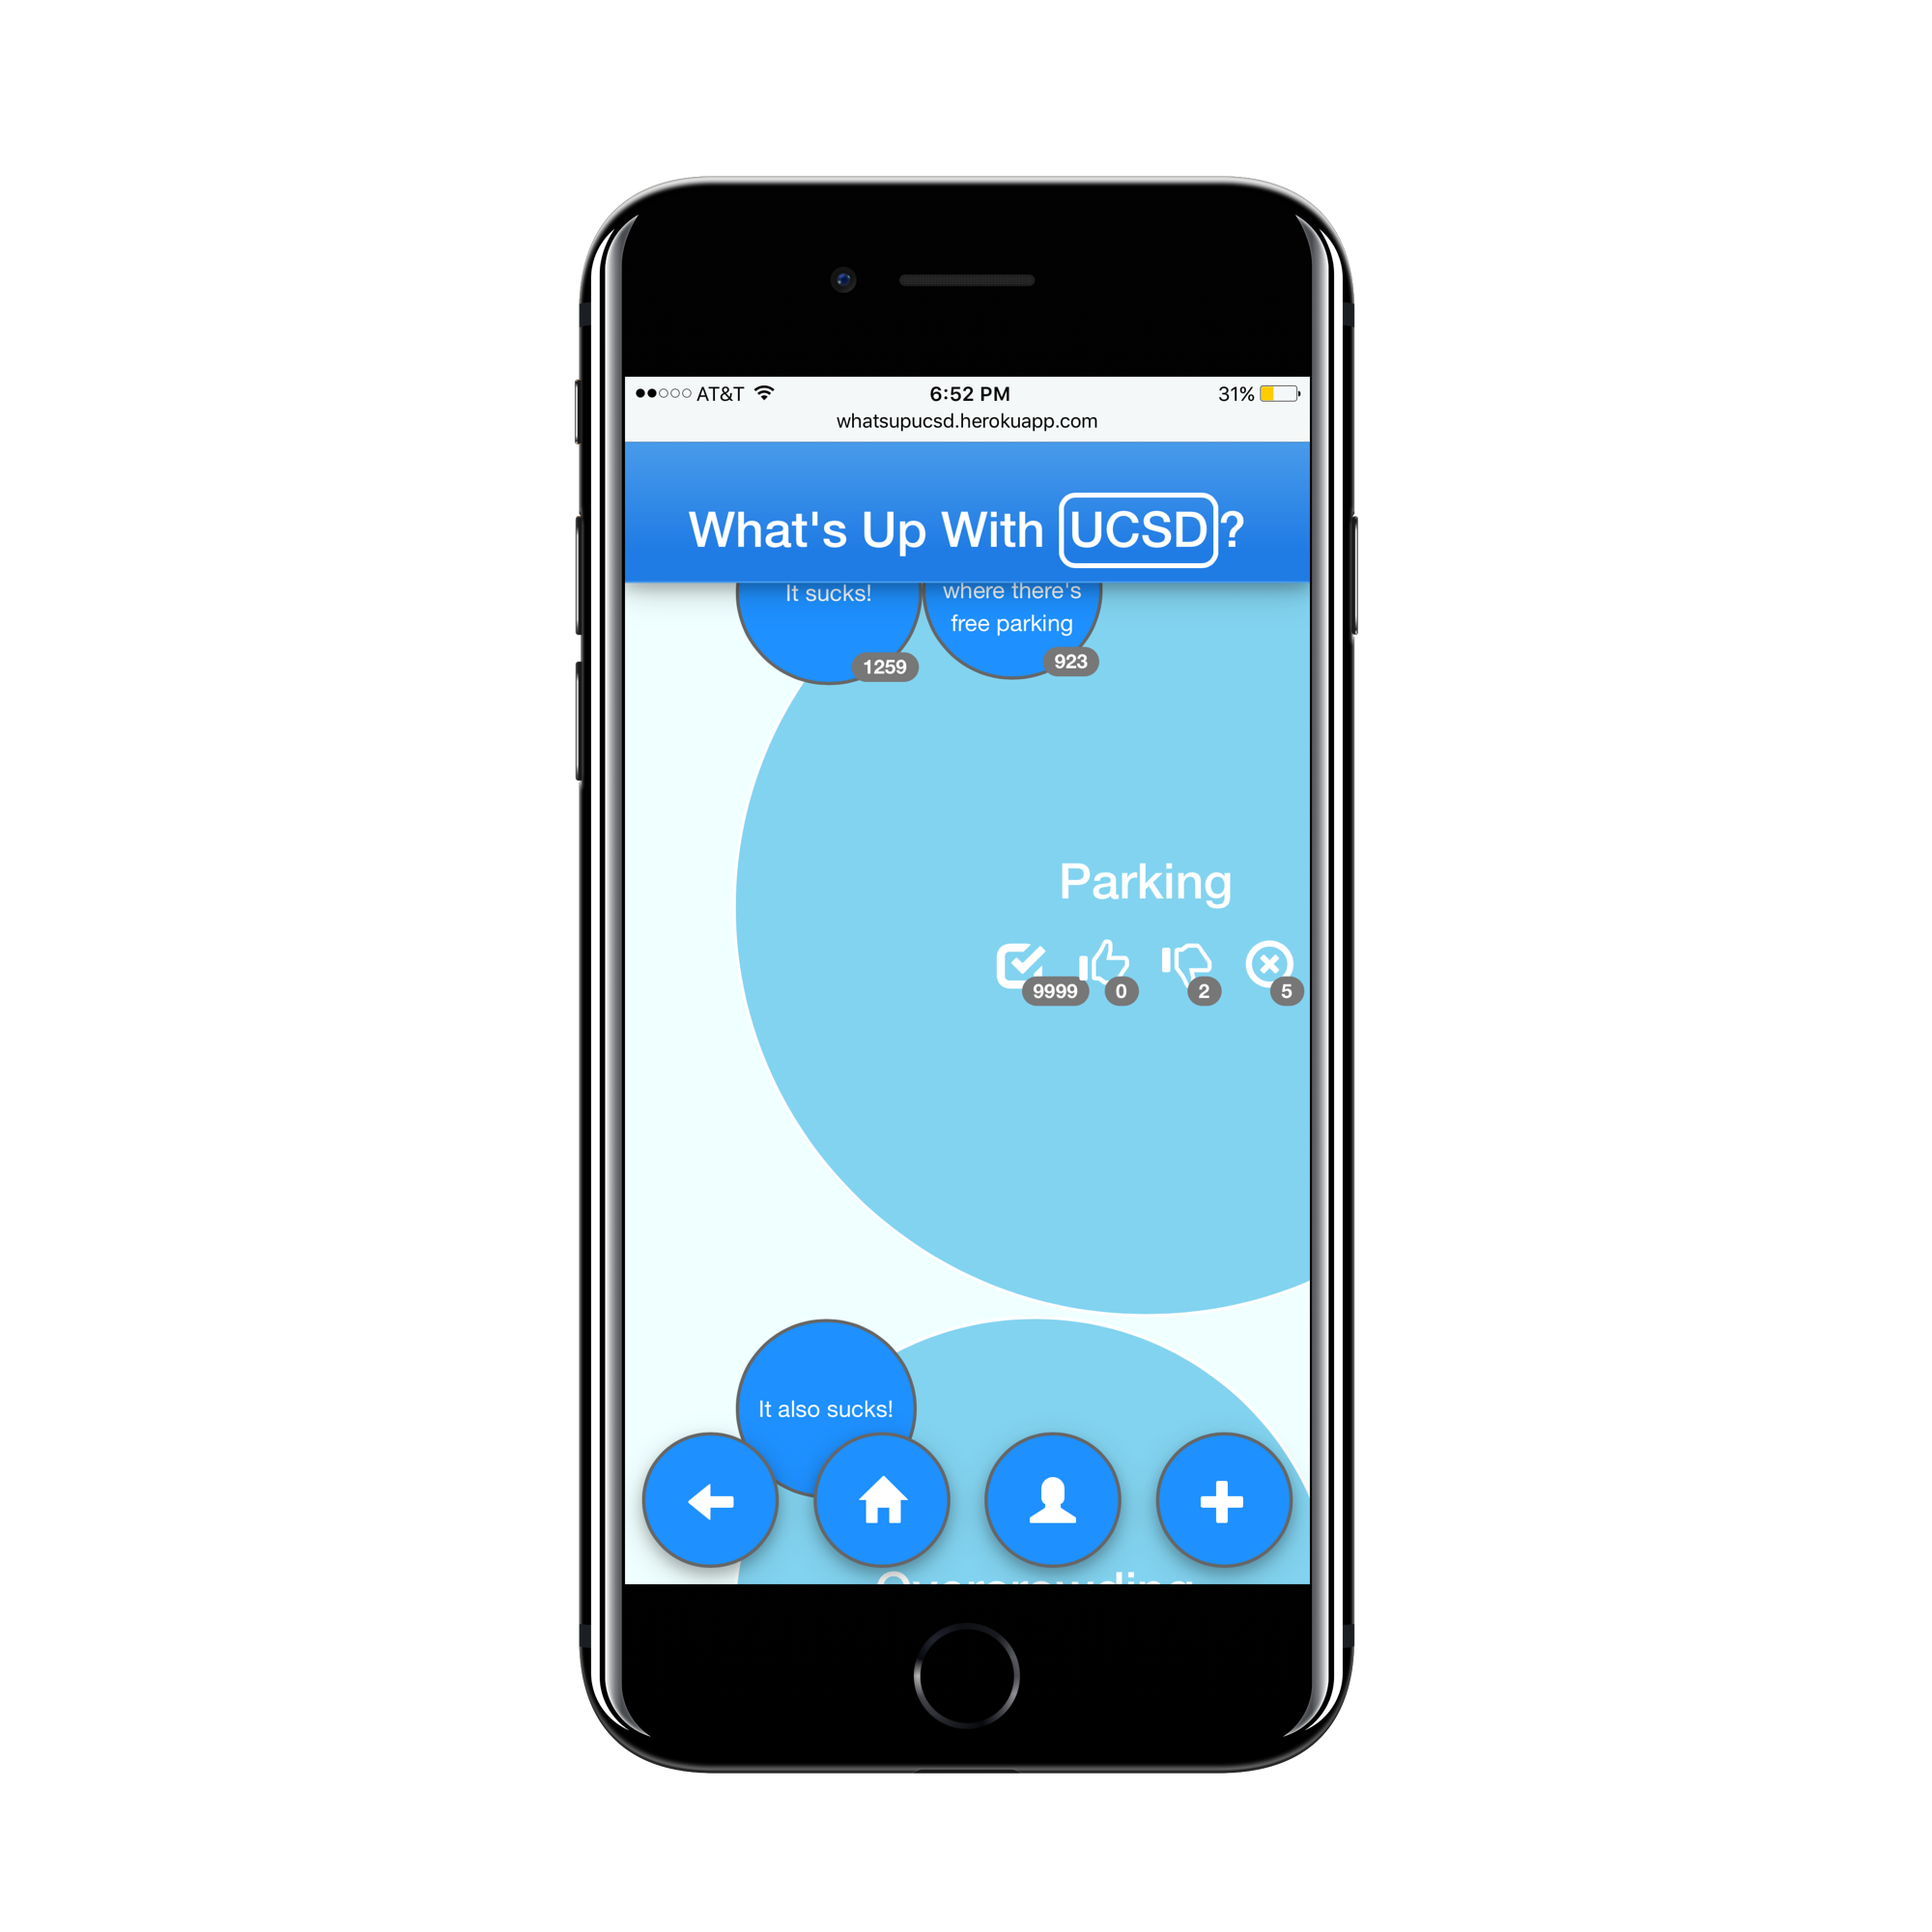 AT&T 6:52 PM 31%
whatsupucsd.herokuapp.com
What's Up With UCSD?
It sucks!
where there's
free parking
1259
923
Parking
9999 0 2 5
It also sucks!
Overcrowding